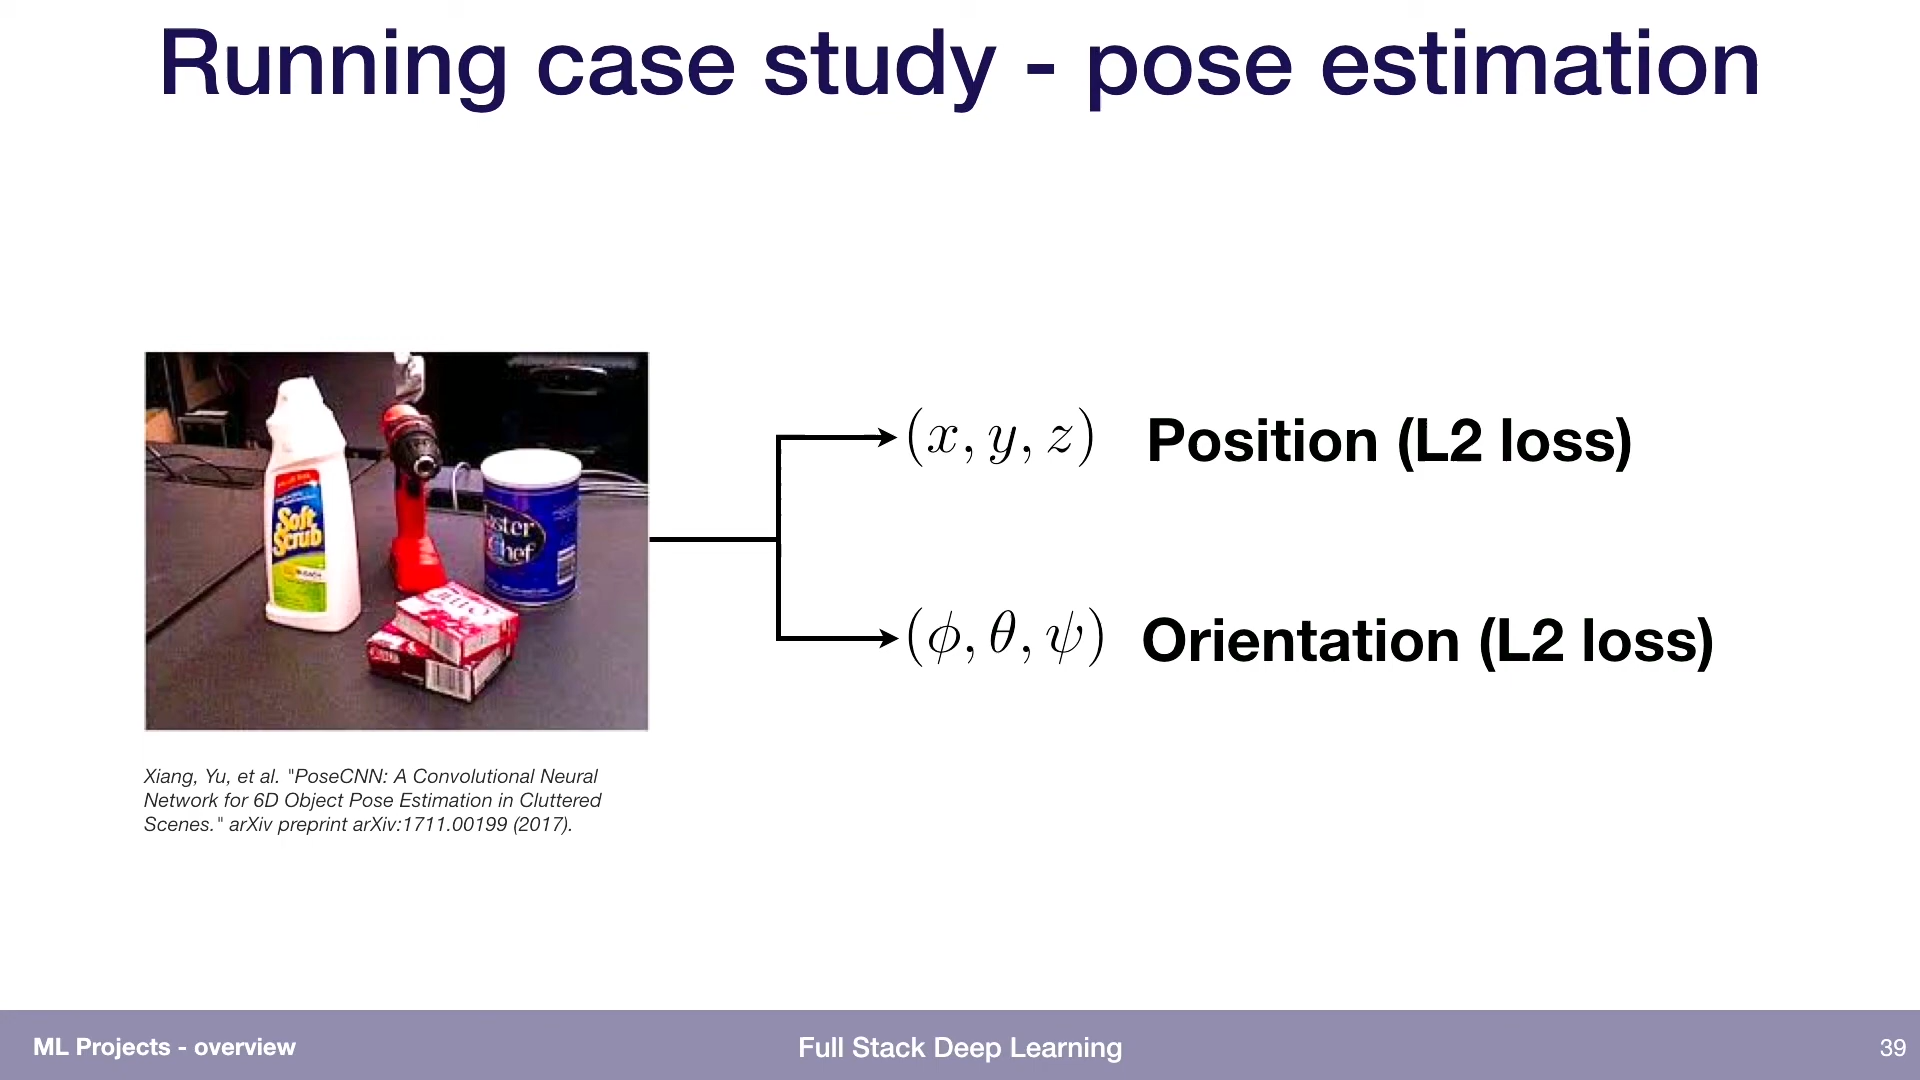 Running case study - pose estimation
Soft
Scrub
Chef
(x, y, z) Position (L2 loss)
(ϕ, θ, ψ) Orientation (L2 loss)
Xiang, Yu, et al. "PoseCNN: A Convolutional Neural
Network for 6D Object Pose Estimation in Cluttered
Scenes." arXiv preprint arXiv:1711.00199 (2017).
ML Projects - overview
Full Stack Deep Learning
39